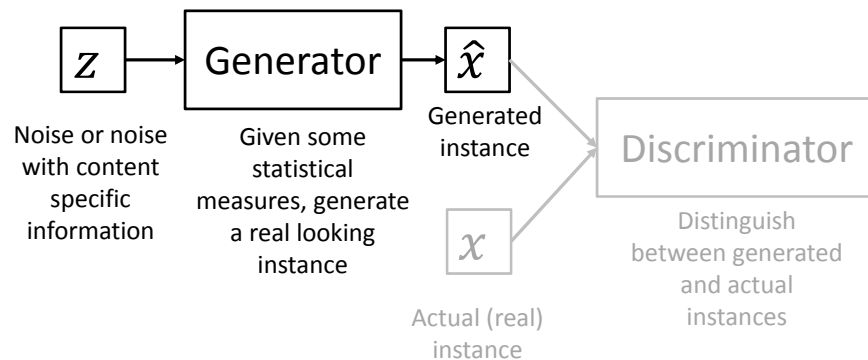 z
Generator
x̂
Noise or noise
with content
specific
information
Given some
statistical
measures, generate
a real looking
instance
Generated
instance
Discriminator
x
Distinguish
between generated
and actual
instances
Actual (real)
instance